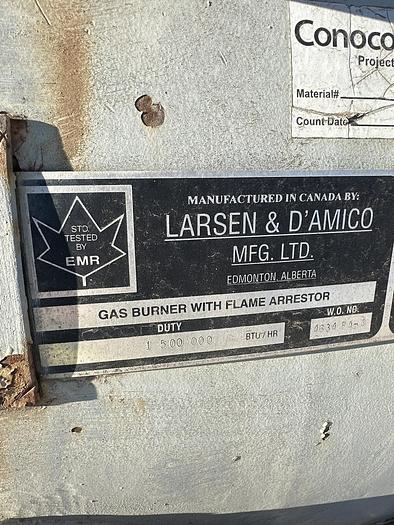 Conoco
Project
Material#
Count Date
STD.
TESTED
BY
EMR
MANUFACTURED IN CANADA BY:
LARSEN & D'AMICO
MFG. LTD.
EDMONTON, ALBERTA
GAS BURNER WITH FLAME ARRESTOR
DUTY
1 500 000 BTU/HR
W.O. NO.